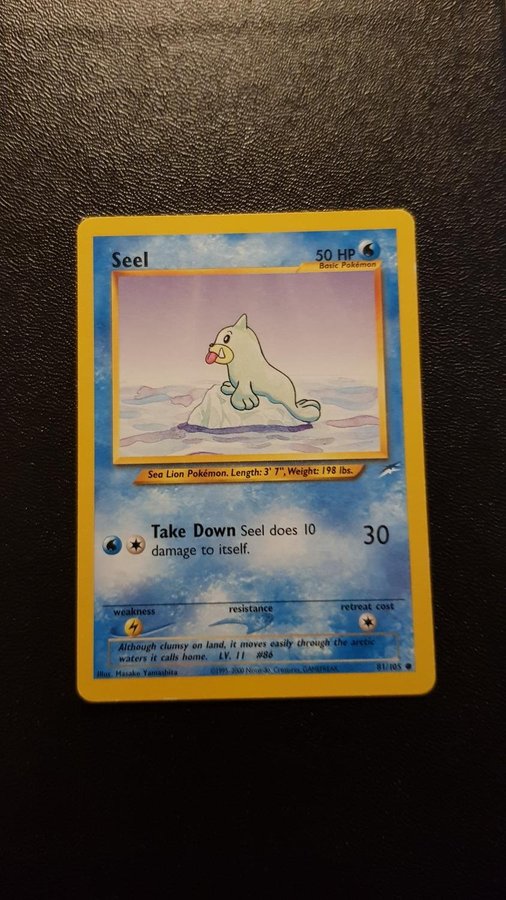 Seel
50 HP
Basic Pokémon
Sea Lion Pokémon. Length: 3' 7", Weight: 198 lbs.
Take Down Seel does 10
damage to itself.
30
weakness
resistance
retreat cost
Although clumsy on land, it moves easily through the arctic
waters it calls home. LV. 11 #86
Illus. Masako Yamashita
©1995-2000 Nintendo, Creatures, GAMEFREAK.
81/105